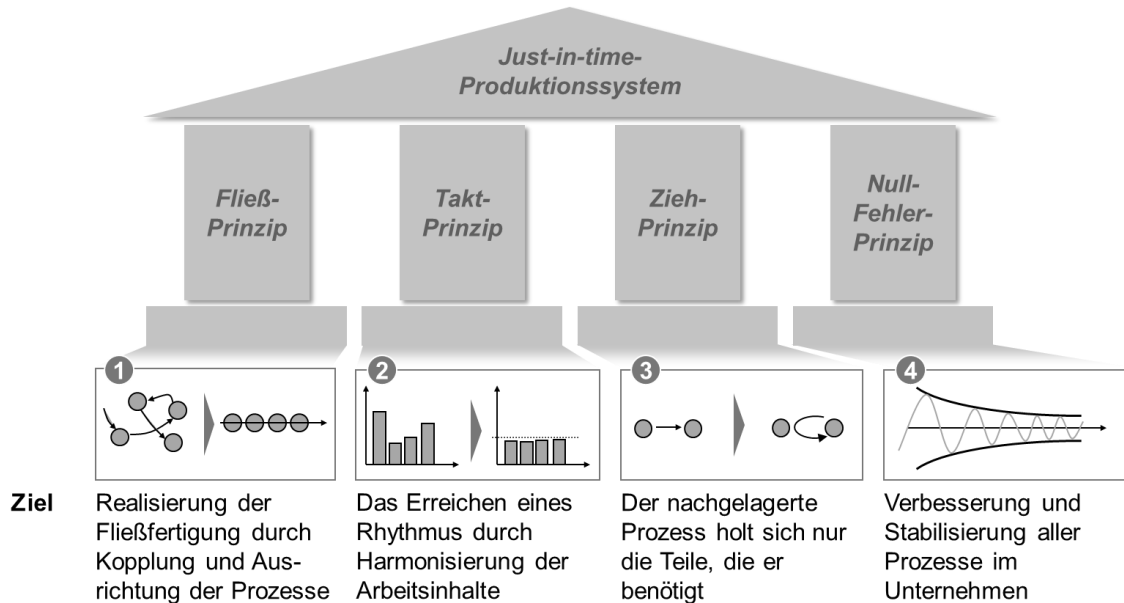 Just-in-time-
Produktionssystem
Fließ-
Prinzip
Takt-
Prinzip
Zieh-
Prinzip
Null-
Fehler-
Prinzip
1
2
3
4
Ziel
Realisierung der
Fließfertigung durch
Kopplung und Aus-
richtung der Prozesse
Das Erreichen eines
Rhythmus durch
Harmonisierung der
Arbeitsinhalte
Der nachgelagerte
Prozess holt sich nur
die Teile, die er
benötigt
Verbesserung und
Stabilisierung aller
Prozesse im
Unternehmen